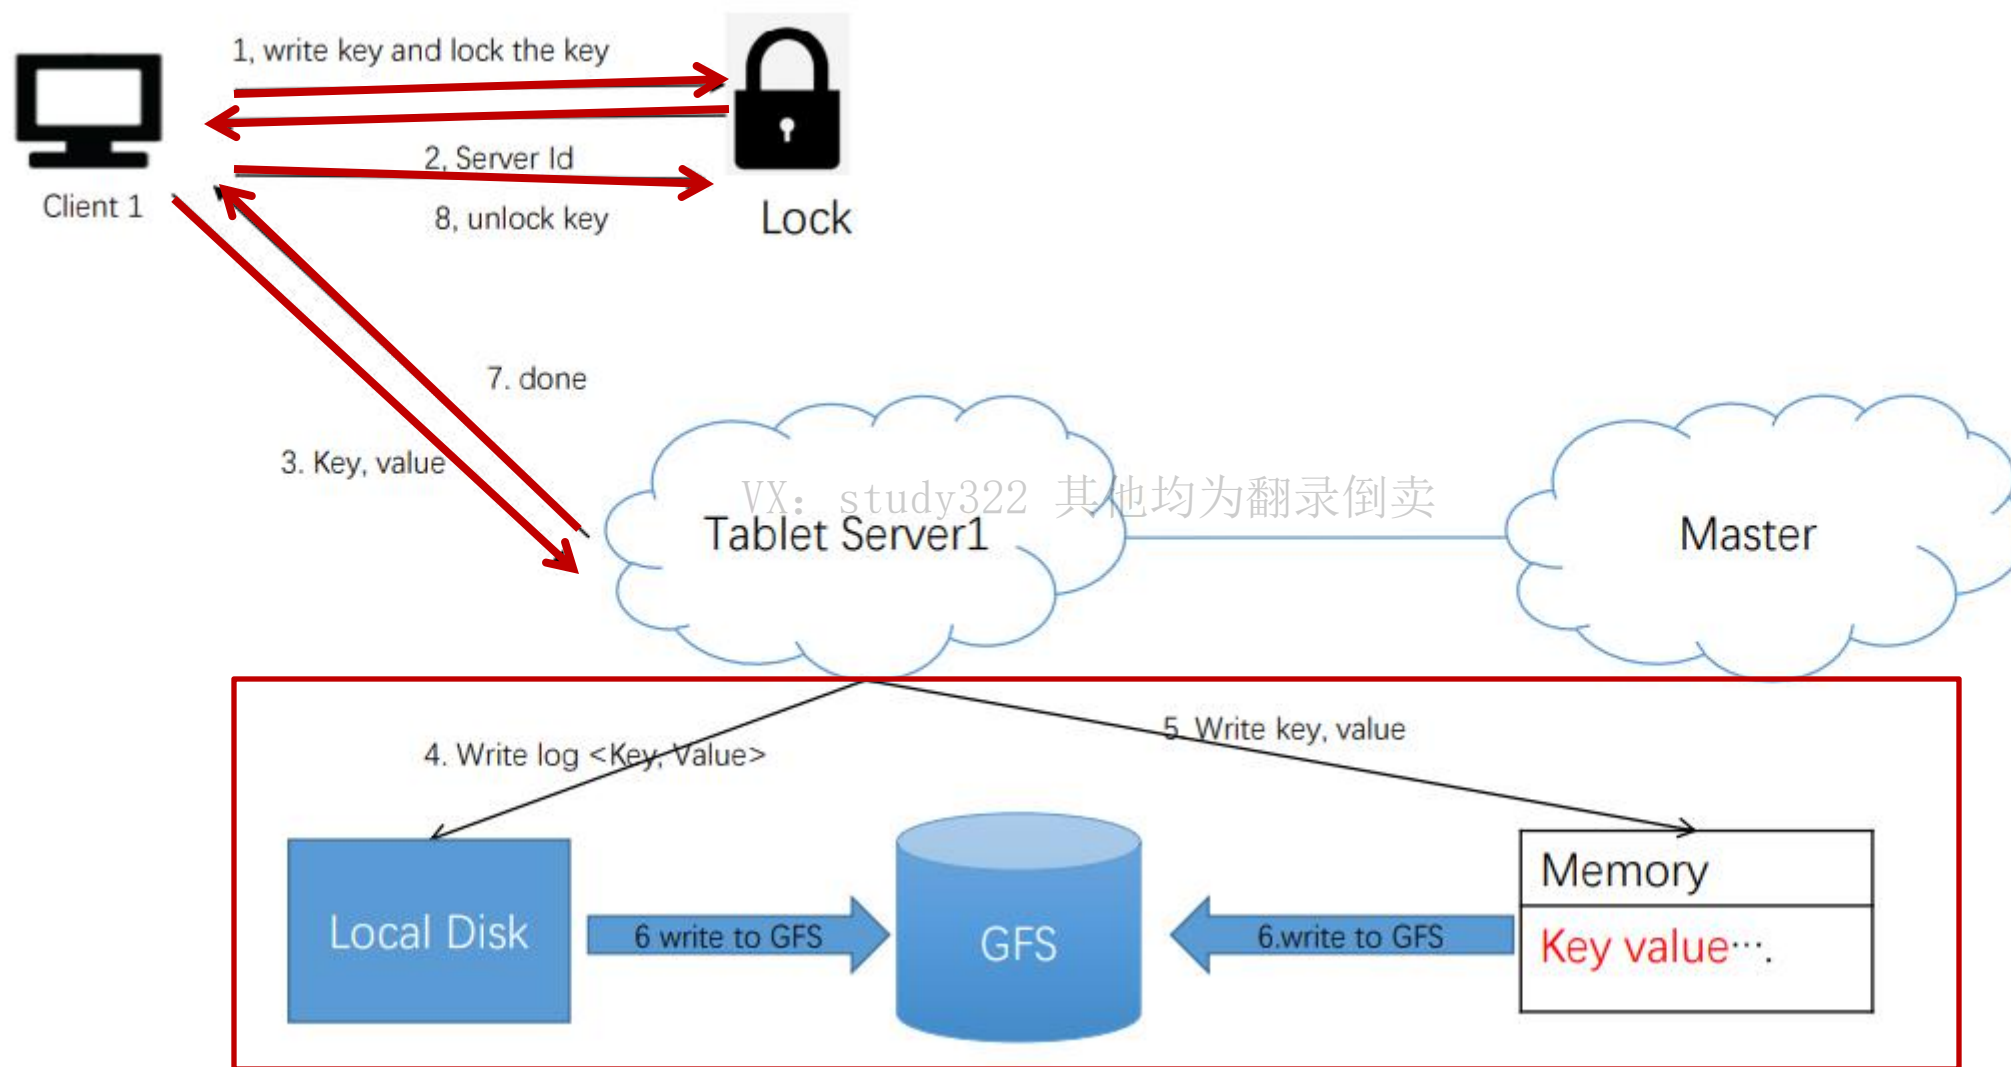 1, write key and lock the key
2, Server Id
Client 1
8, unlock key
Lock
7. done
3. Key, value
VX: study322 其他均为翻录倒卖
Tablet Server1
Master
4. Write log <Key, Value>
5. Write key, value
Memory
Local Disk
6 write to GFS
GFS
6.write to GFS
Key value….